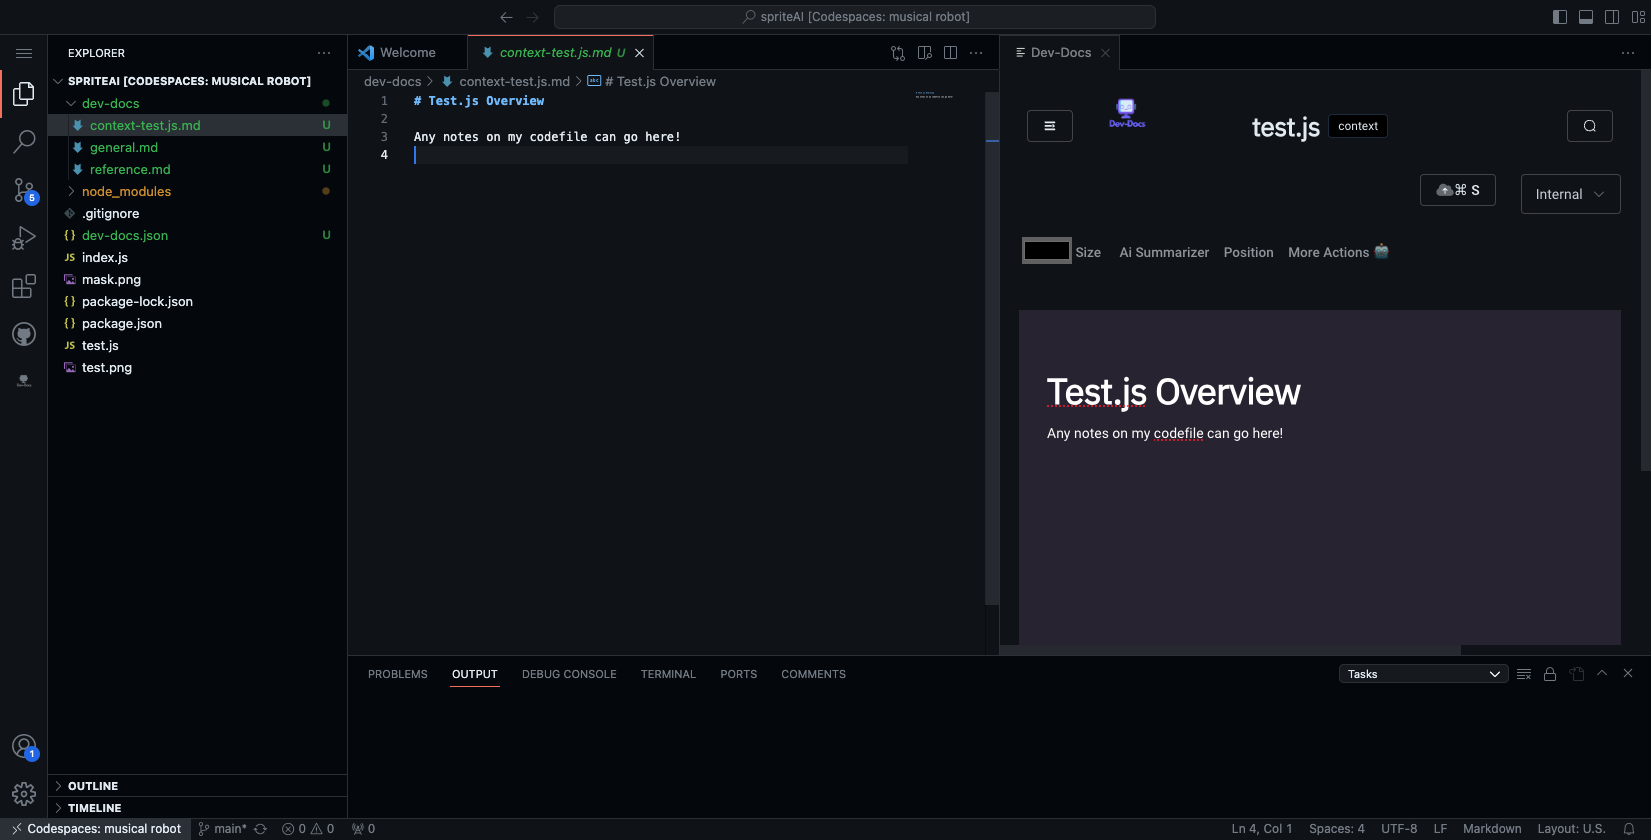 spriteAI [Codespaces: musical robot]
EXPLORER
SPRITEAI [CODESPACES: MUSICAL ROBOT]
dev-docs
context-test.js.md U
general.md U
reference.md U
node_modules
.gitignore
{} dev-docs.json U
JS index.js
mask.png
{} package-lock.json
{} package.json
JS test.js
test.png
OUTLINE
TIMELINE
5
1
Welcome
context-test.js.md U
dev-docs > context-test.js.md > abc # Test.js Overview
1 # Test.js Overview
2
3 Any notes on my codefile can go here!
4
Dev-Docs
Dev-Docs
test.js context
⌘ S
Internal
Size Ai Summarizer Position More Actions
Test.js Overview
Any notes on my codefile can go here!
PROBLEMS OUTPUT DEBUG CONSOLE TERMINAL PORTS COMMENTS
Tasks
Codespaces: musical robot main* 0 0 0
Ln 4, Col 1 Spaces: 4 UTF-8 LF Markdown Layout: U.S.